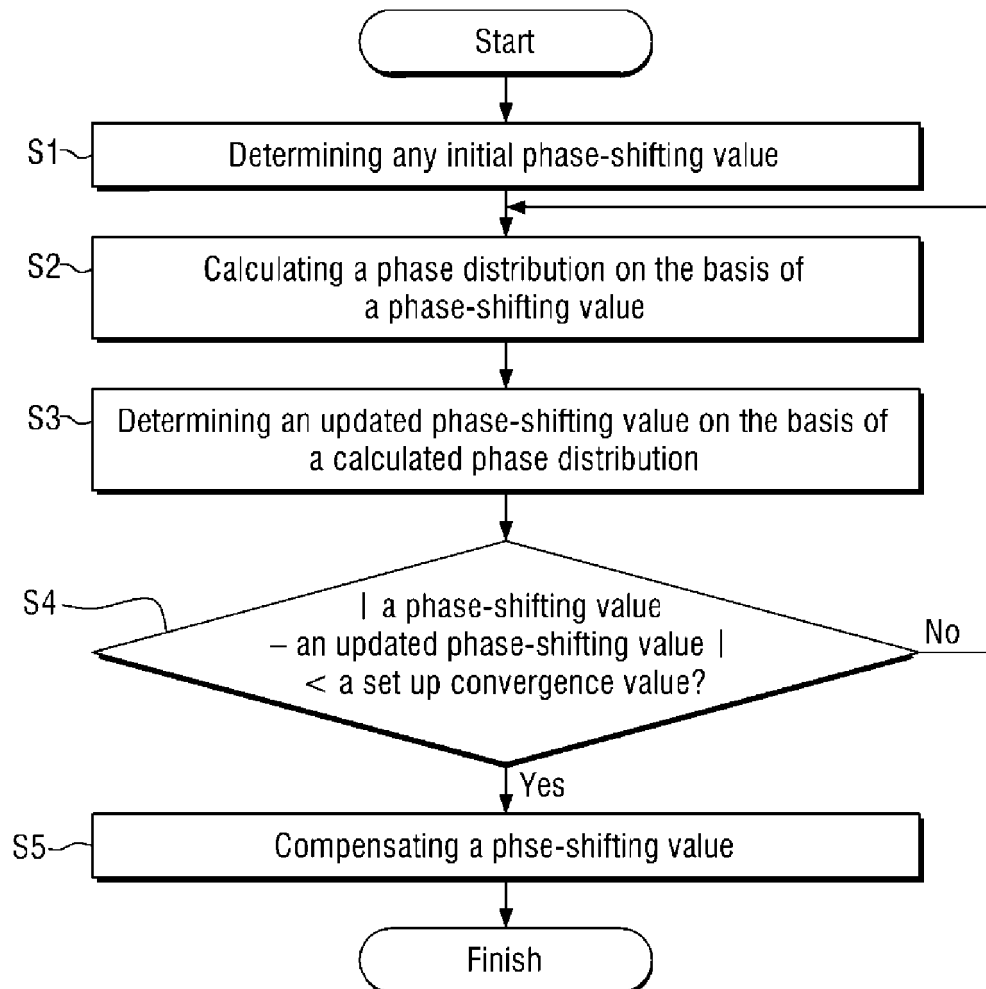 Start
S1
Determining any initial phase-shifting value
S2
Calculating a phase distribution on the basis of
a phase-shifting value
S3
Determining an updated phase-shifting value on the basis of
a calculated phase distribution
S4
| a phase-shifting value
– an updated phase-shifting value |
< a set up convergence value?
No
Yes
S5
Compensating a phse-shifting value
Finish